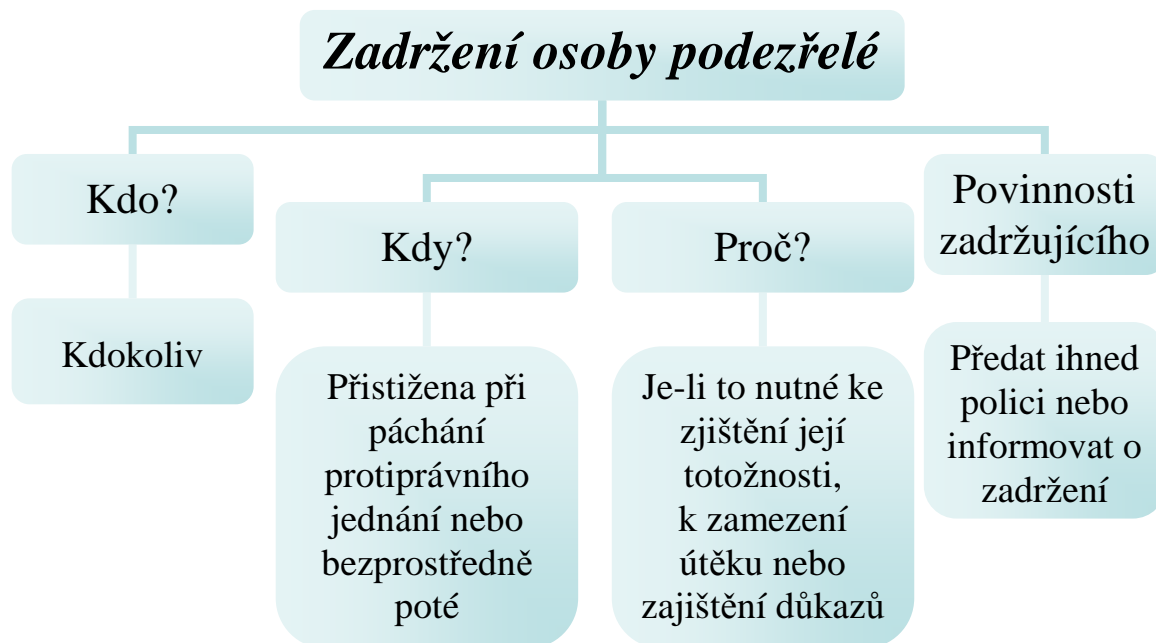 Zadržení osoby podezřelé
Kdo?
Kdokoliv
Kdy?
Přistižena při
páchání
protiprávního
jednání nebo
bezprostředně
poté
Proč?
Je-li to nutné ke
zjištění její
totožnosti,
k zamezení
útěku nebo
zajištění důkazů
Povinnosti
zadržujícího
Předat ihned
polici nebo
informovat o
zadržení